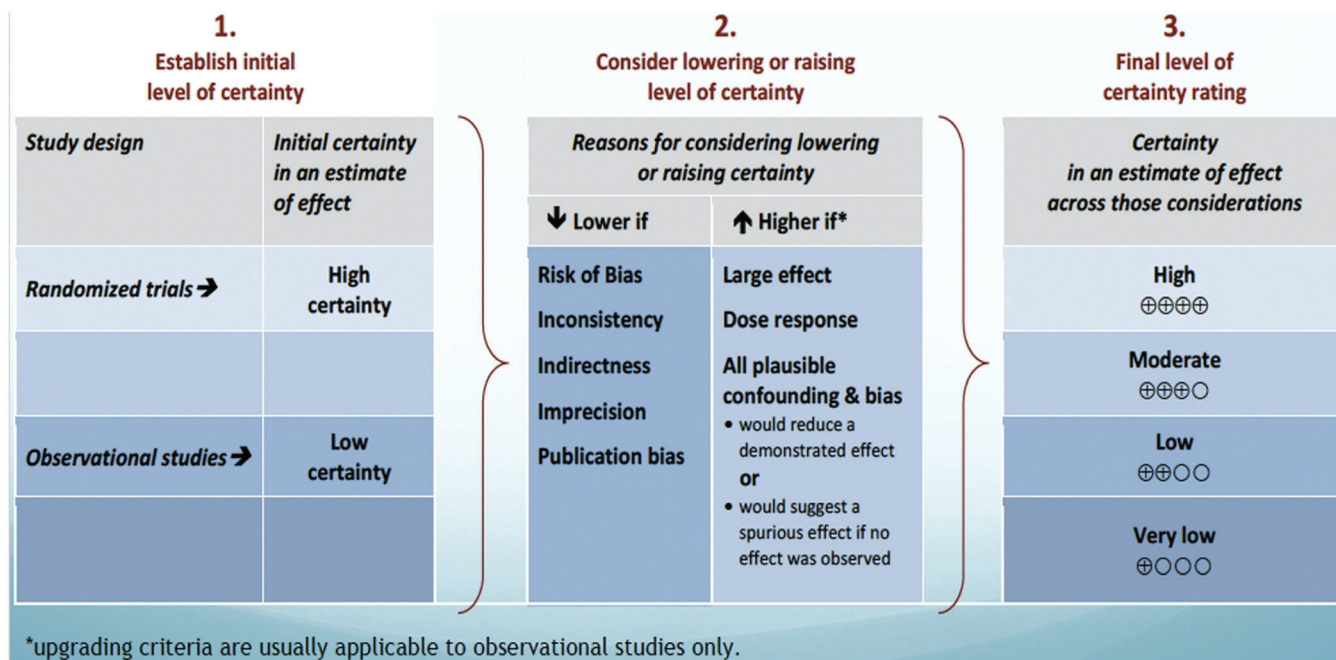 1.
Establish initial
level of certainty
2.
Consider lowering or raising
level of certainty
3.
Final level of
certainty rating
Study design
Initial certainty
in an estimate
of effect
Reasons for considering lowering
or raising certainty
Certainty
in an estimate of effect
across those considerations
🡻 Lower if
🡹 Higher if*
Randomized trials ➔
High
certainty
Observational studies ➔
Low
certainty
Risk of Bias
Inconsistency
Indirectness
Imprecision
Publication bias
Large effect
Dose response
All plausible
confounding & bias
• would reduce a
demonstrated effect
or
• would suggest a
spurious effect if no
effect was observed
High
⊕⊕⊕⊕
Moderate
⊕⊕⊕○
Low
⊕⊕○○
Very low
⊕○○○
*upgrading criteria are usually applicable to observational studies only.